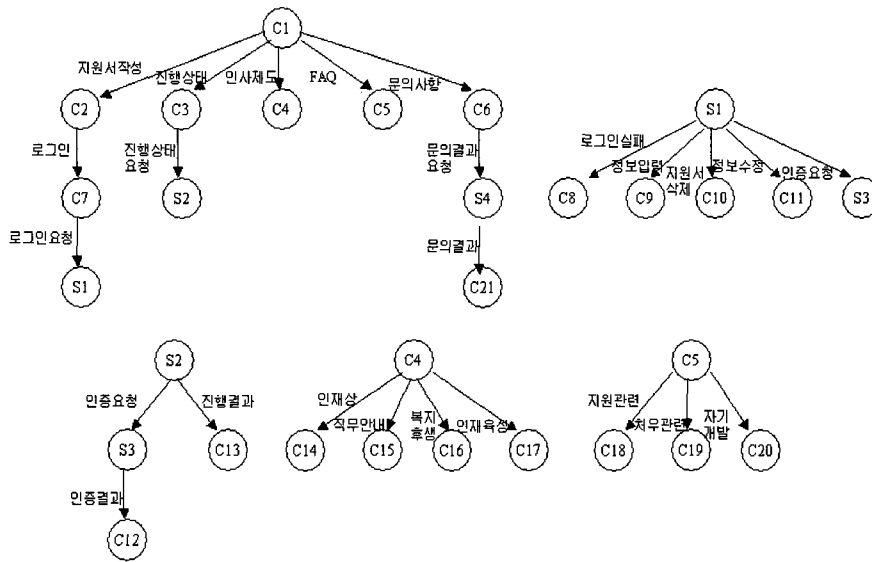 C1
지원서작성
진행상태
인사제도
FAQ
문의사항
C2
C3
C4
C5
C6
S1
로그인
진행상태
요청
문의결과
요청
로그인실패
정보입력
지원서
삭제
정보수정
인증요청
C7
S2
S4
C8
C9
C10
C11
S3
로그인요청
문의결과
S1
C21
S2
C4
C5
인증요청
진행결과
인재상
직무안내
복지
후생
인재육성
지원관련
처우관련
자기
개발
S3
C13
C14
C15
C16
C17
C18
C19
C20
인증결과
C12